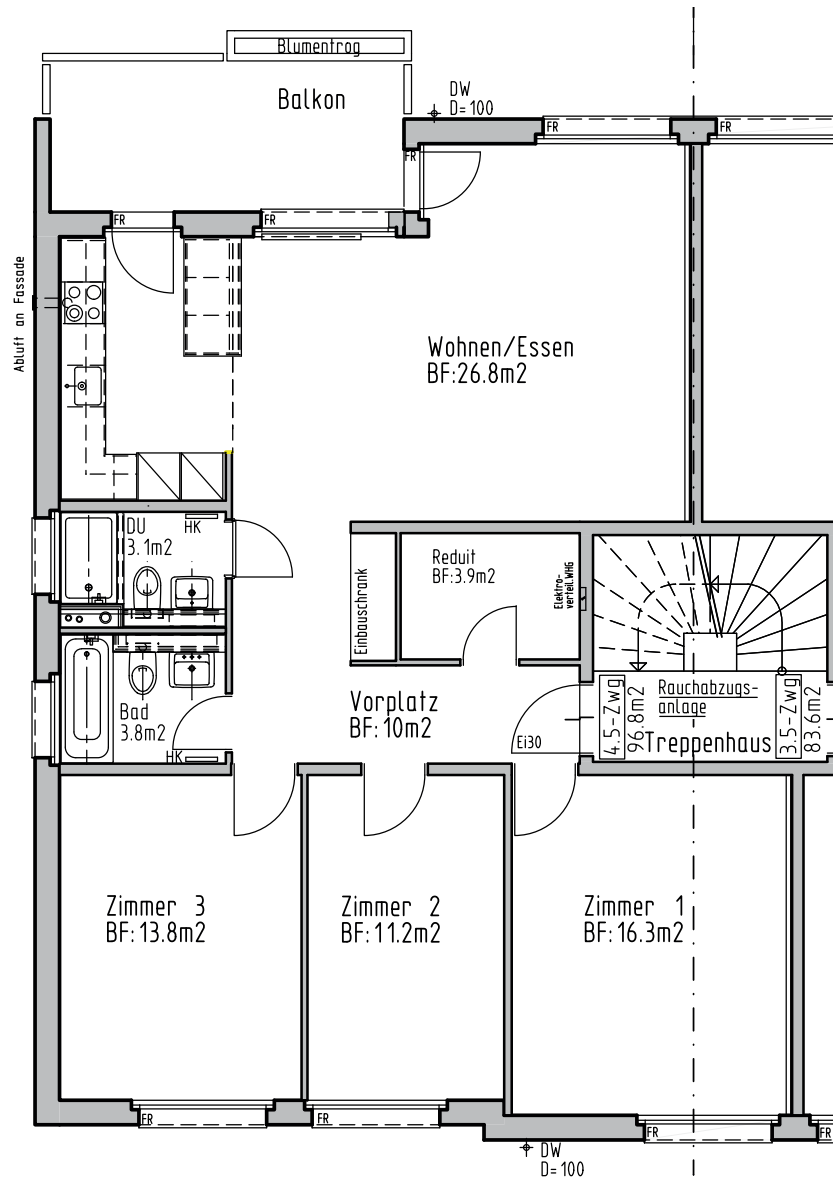 Blumentrog
Balkon
DW
D=100
FR
FR
FR
FR
FR
Abluft an Fassade
Wohnen/Essen
BF:26.8m2
DU
3.1m2
HK
Einbauschrank
Reduit
BF:3.9m2
Elektro-
verteil.WHG
Bad
3.8m2
HK
Vorplatz
BF: 10m2
Ei30
4.5-Zwg
96.8m2
Rauchabzugs-
anlage
Treppenhaus
3.5-Zwg
83.6m2
Zimmer 3
BF: 13.8m2
Zimmer 2
BF: 11.2m2
Zimmer 1
BF: 16.3m2
FR
FR
FR
FR
DW
D=100